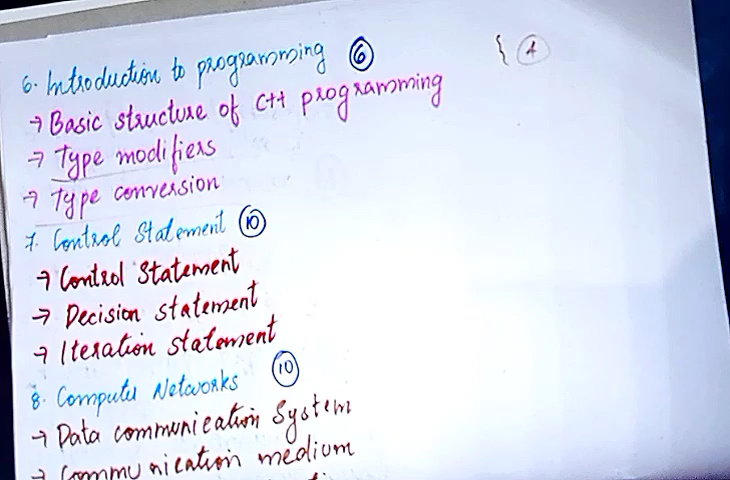 6. Introduction to programming 6 { 4
→ Basic structure of C++ programming
→ Type modifiers
→ Type conversion
7. Control Statement 10
→ Control Statement
→ Decision statement
→ Iteration statement
8. Computer Networks 10
→ Data communication System
→ Communication medium